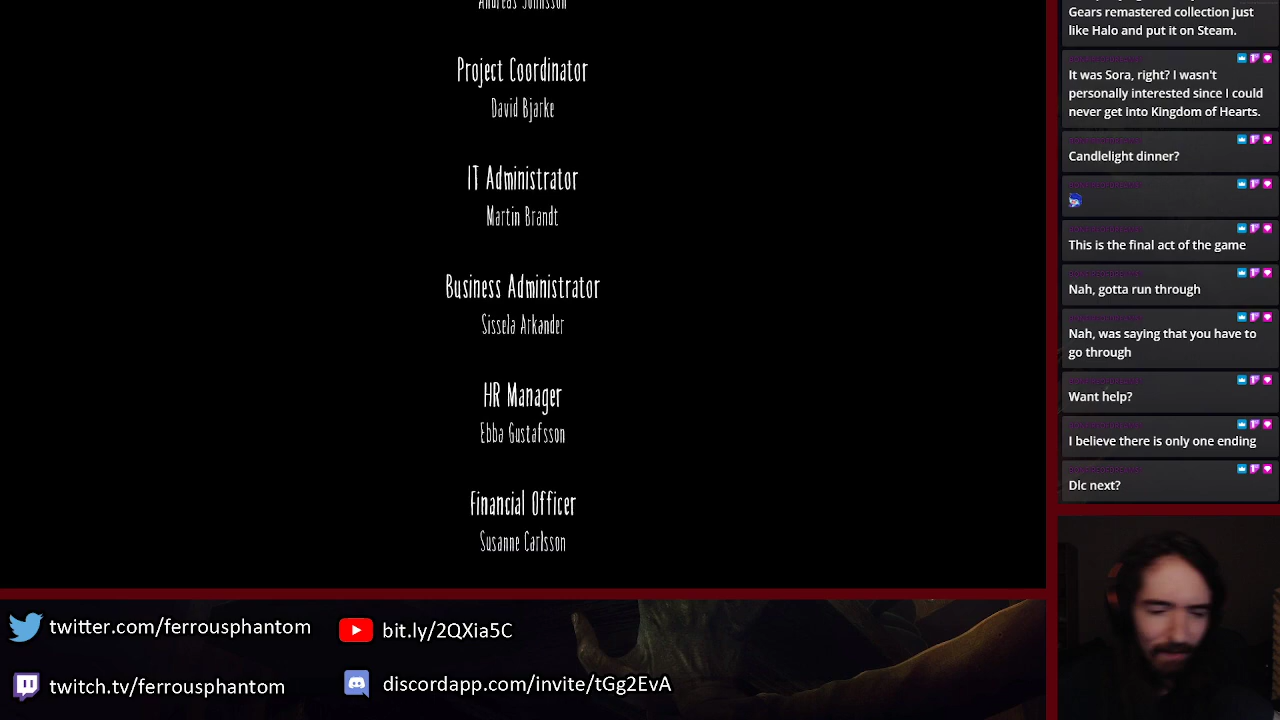 Project Coordinator
David Bjarke
IT Administrator
Martin Brandt
Business Administrator
Sissela Arkander
HR Manager
Ebba Gustafsson
Financial Officer
Susanne Carlsson
Gears remastered collection just
like Halo and put it on Steam.
It was Sora, right? I wasn't
personally interested since I could
never get into Kingdom of Hearts.
Candlelight dinner?
This is the final act of the game
Nah, gotta run through
Nah, was saying that you have to
go through
Want help?
I believe there is only one ending
Dlc next?
twitter.com/ferrousphantom
bit.ly/2QXia5C
twitch.tv/ferrousphantom
discordapp.com/invite/tGg2EvA